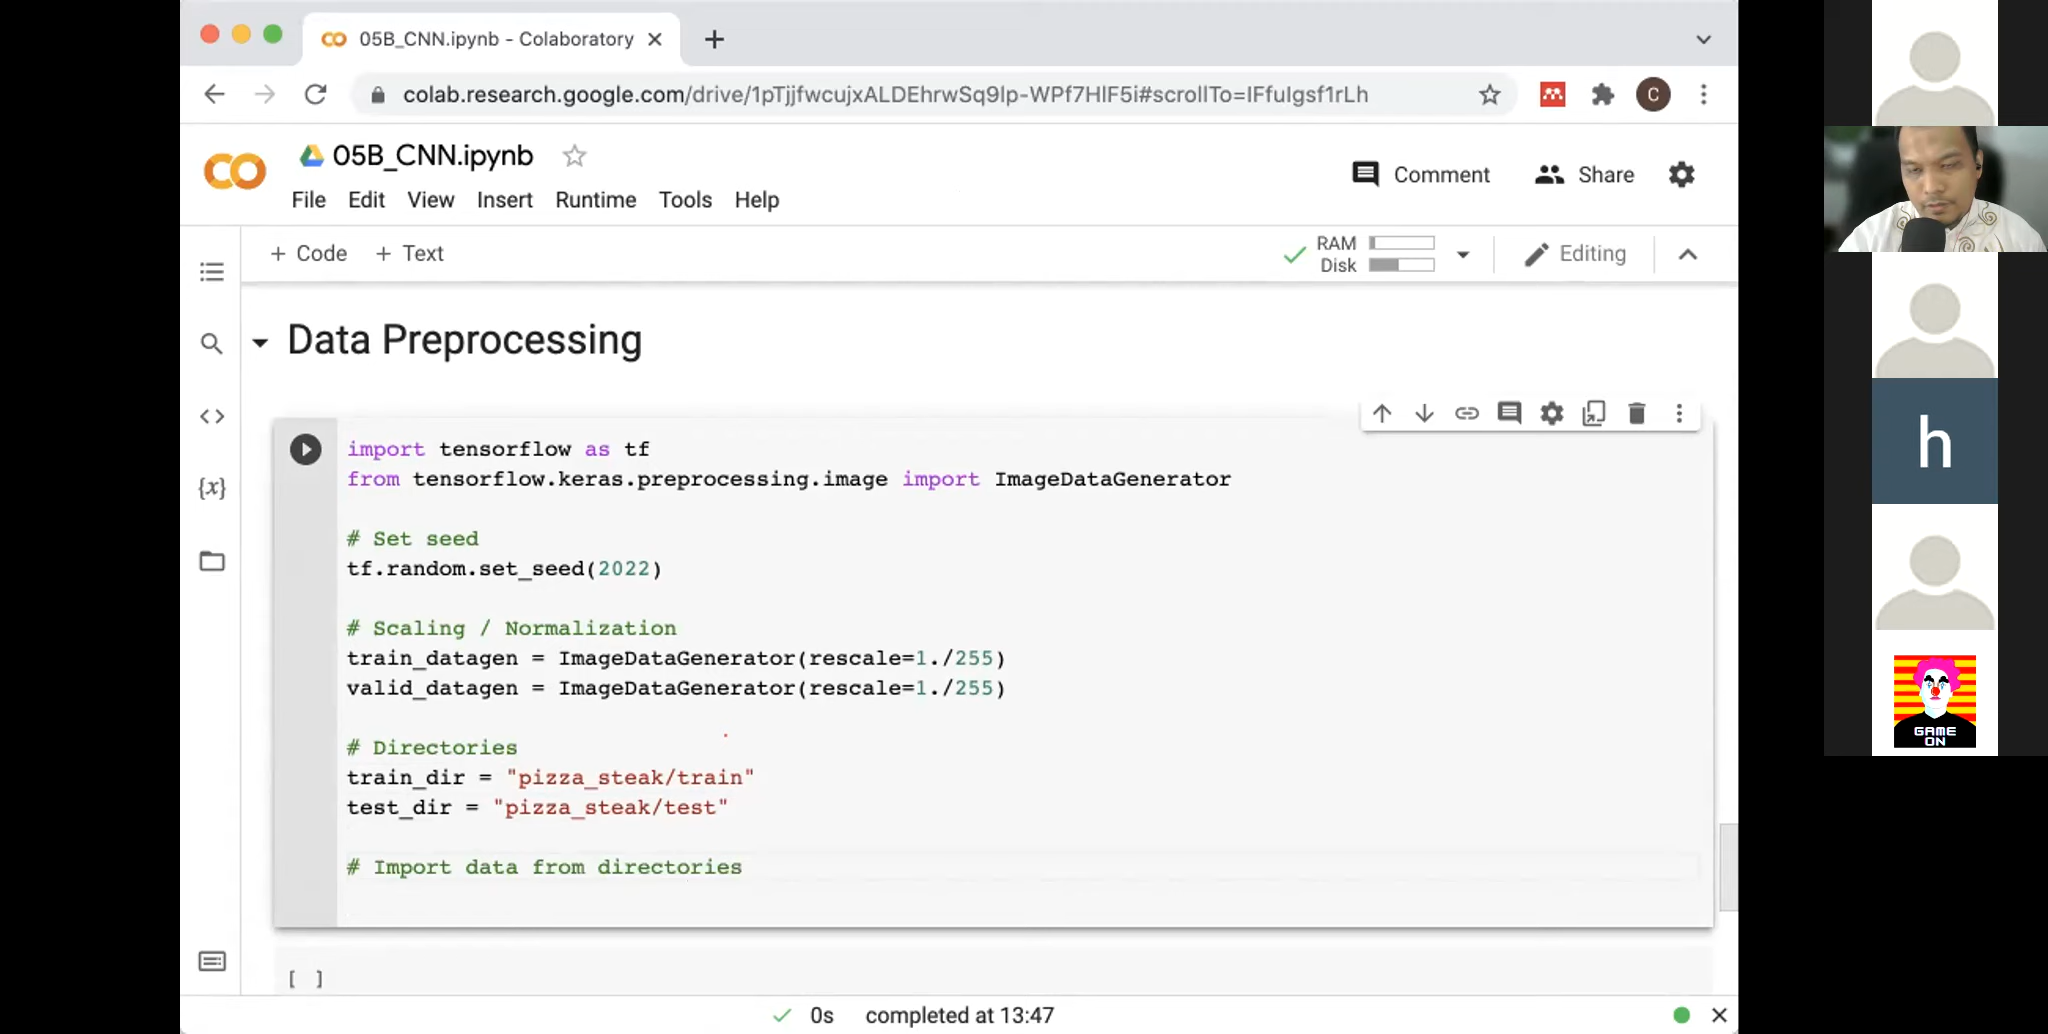 05B_CNN.ipynb - Colaboratory
colab.research.google.com/drive/1pTjjfwcujxALDEhrwSq9lp-WPf7HlF5i#scrollTo=IFfuIgsf1rLh
C
05B_CNN.ipynb
Comment
Share
File Edit View Insert Runtime Tools Help
+ Code + Text
RAM
Disk
Editing
Data Preprocessing
import tensorflow as tf
from tensorflow.keras.preprocessing.image import ImageDataGenerator
# Set seed
tf.random.set_seed(2022)
# Scaling / Normalization
train_datagen = ImageDataGenerator(rescale=1./255)
valid_datagen = ImageDataGenerator(rescale=1./255)
# Directories
train_dir = "pizza_steak/train"
test_dir = "pizza_steak/test"
# Import data from directories
[ ]
0s completed at 13:47
h
GAME
ON